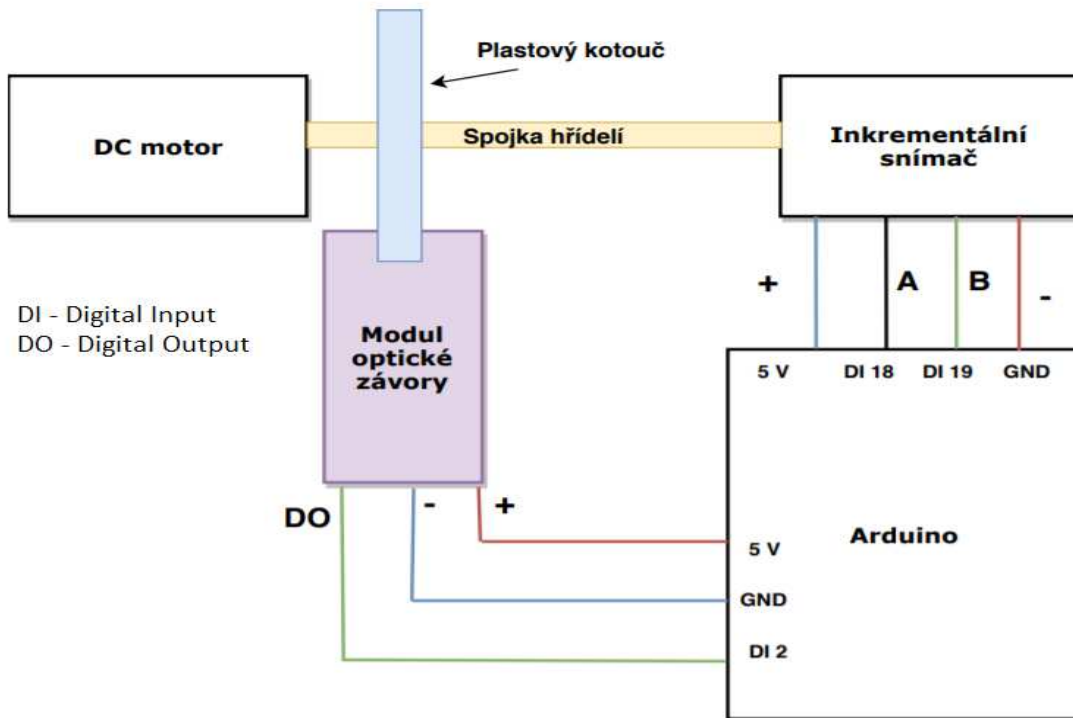 Plastový kotouč
DC motor
Spojka hřídelí
Inkrementální
snímač
+
A
B
-
DI - Digital Input
DO - Digital Output
Modul
optické
závory
5 V
DI 18
DI 19
GND
DO
-
+
Arduino
5 V
GND
DI 2